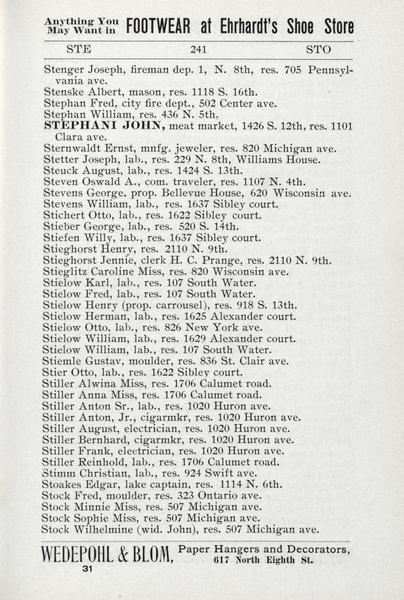 Anything You
May Want in FOOTWEAR at Ehrhardt's Shoe Store
STE 241 STO
Stenger Joseph, fireman dep. 1, N. 8th, res. 705 Pennsyl-
vania ave.
Stenske Albert, mason, res. 1118 S. 16th.
Stephan Fred, city fire dept., 502 Center ave.
Stephan William, res. 436 N. 5th.
STEPHANI JOHN, meat market, 1426 S. 12th, res. 1101
Clara ave.
Sternwaldt Ernst, mnfg. jeweler, res. 820 Michigan ave.
Stetter Joseph, lab., res. 229 N. 8th, Williams House.
Steuck August, lab., res. 1424 S. 13th.
Steven Oswald A., com. traveler, res. 1107 N. 4th.
Stevens George, prop. Bellevue House, 620 Wisconsin ave.
Stevens William, lab., res. 1637 Sibley court.
Stichert Otto, lab., res. 1622 Sibley court.
Stieber George, lab., res. 520 S. 14th.
Stiefen Willy, lab., res. 1637 Sibley court.
Stieghorst Henry, res. 2110 N. 9th.
Stieghorst Jennie, clerk H. C. Prange, res. 2110 N. 9th.
Stieglitz Caroline Miss, res. 820 Wisconsin ave.
Stielow Karl, lab., res. 107 South Water.
Stielow Fred, lab., res. 107 South Water.
Stielow Henry (prop. carrousel), res. 918 S. 13th.
Stielow Herman, lab., res. 1625 Alexander court.
Stielow Otto, lab., res. 826 New York ave.
Stielow William, lab., res. 1629 Alexander court.
Stielow William, lab., res. 107 South Water.
Stiemle Gustav, moulder, res. 836 St. Clair ave.
Stier Otto, lab., res. 1622 Sibley court.
Stiller Alwina Miss, res. 1706 Calumet road.
Stiller Anna Miss, res. 1706 Calumet road.
Stiller Anton Sr., lab., res. 1020 Huron ave.
Stiller Anton, Jr., cigarmkr, res. 1020 Huron ave.
Stiller August, electrician, res. 1020 Huron ave.
Stiller Bernhard, cigarmkr, res. 1020 Huron ave.
Stiller Frank, electrician, res. 1020 Huron ave.
Stiller Reinhold, lab., res. 1706 Calumet road.
Stimm Christian, lab., res. 924 Swift ave.
Stoakes Edgar, lake captain, res. 1114 N. 6th.
Stock Fred, moulder, res. 323 Ontario ave.
Stock Minnie Miss, res. 507 Michigan ave.
Stock Sophie Miss, res. 507 Michigan ave.
Stock Wilhelmine (wid. John), res. 507 Michigan ave.
WEDEPOHL & BLOM, Paper Hangers and Decorators,
617 North Eighth St.
31